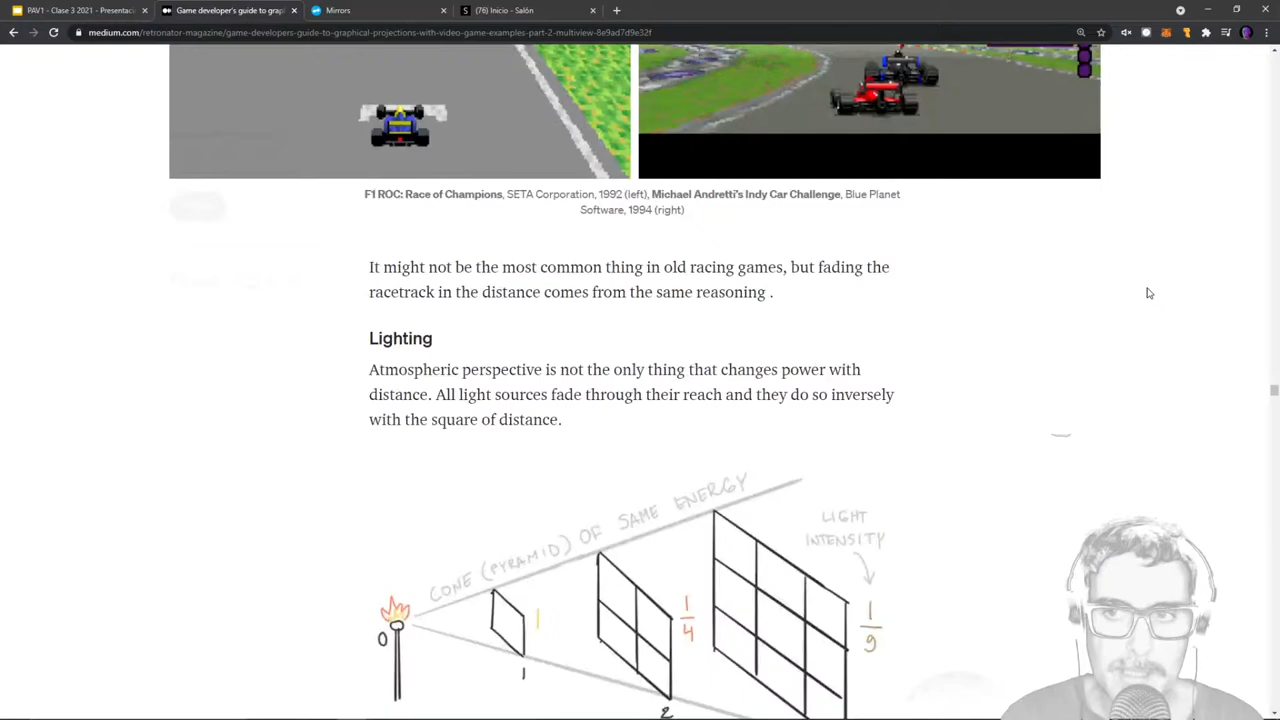 PAV1 - Clase 3 2021 - Presentac
Game developer's guide to grap
Mirrors
(76) Inicio - Salón
medium.com/retronator-magazine/game-developers-guide-to-graphical-projections-with-video-game-examples-part-2-multiview-8e9ad7d9e32f
F1 ROC: Race of Champions, SETA Corporation, 1992 (left), Michael Andretti's Indy Car Challenge, Blue Planet
Software, 1994 (right)
It might not be the most common thing in old racing games, but fading the
racetrack in the distance comes from the same reasoning .
Lighting
Atmospheric perspective is not the only thing that changes power with
distance. All light sources fade through their reach and they do so inversely
with the square of distance.
CONE (PYRAMID) OF SAME ENERGY
LIGHT
INTENSITY
0
1
1
1/4
1/9
2